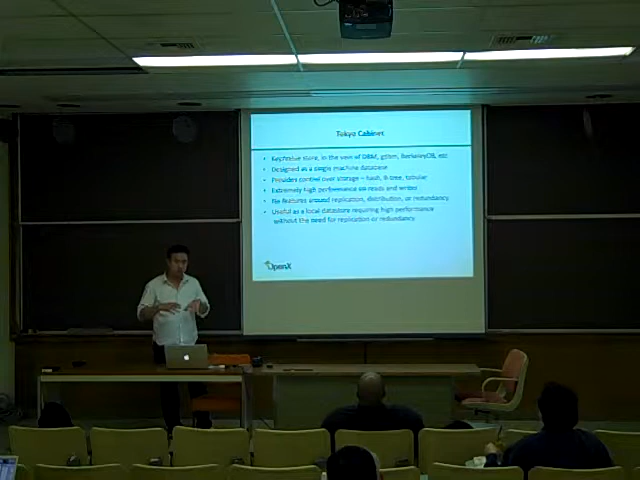 Tokyo Cabinet
• Key/value store, in the vein of DBM, gdbm, BerkeleyDB, etc
• Designed as a single machine database
• Provides control over storage – hash, B-tree, tabular
• Extremely high performance on reads and writes
• No features around replication, distribution, or redundancy
• Useful as a local datastore requiring high performance
without the need for replication or redundancy
OpenX